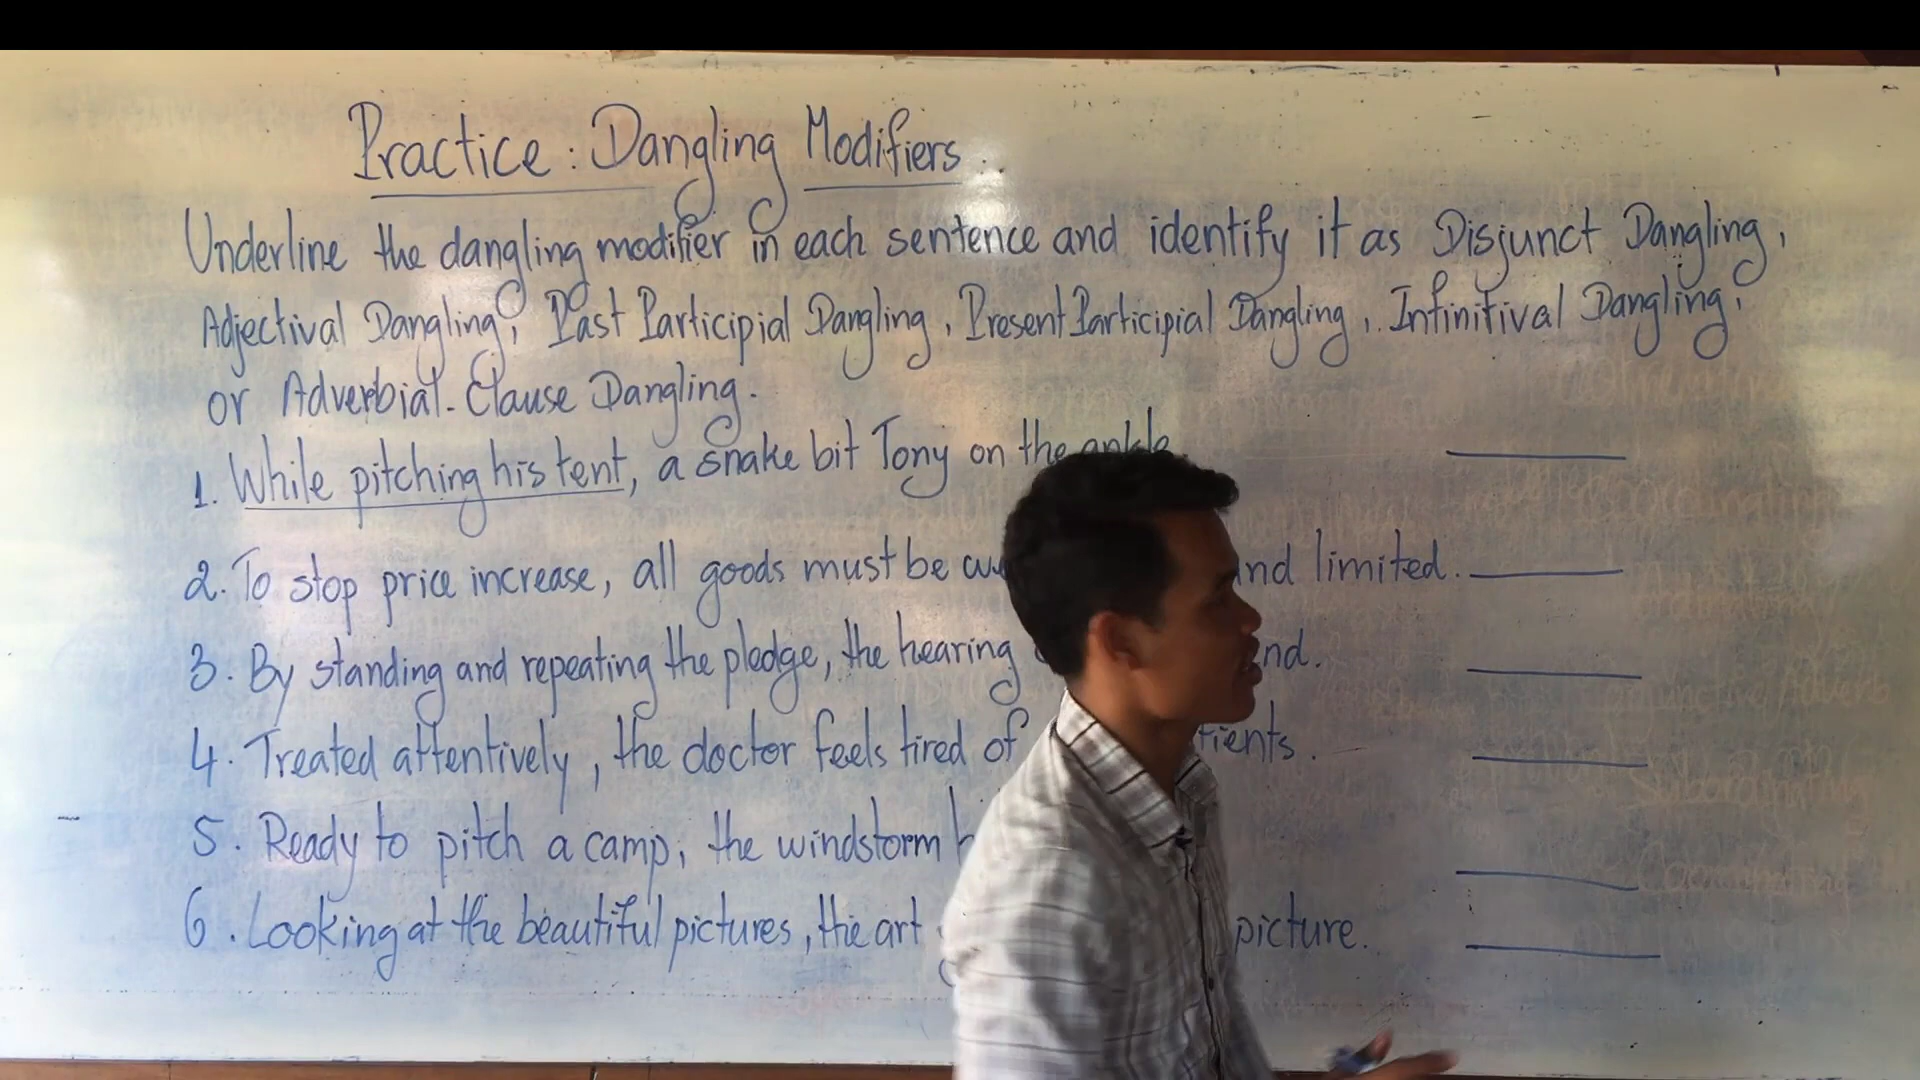 Practice: Dangling Modifiers.
Underline the dangling modifier in each sentence and identify it as Disjunct Dangling,
Adjectival Dangling, Past Participial Dangling, Present Participial Dangling, Infinitival Dangling,
or Adverbial-Clause Dangling.
1. While pitching his tent, a snake bit Tony on the ankle.
2. To stop price increase, all goods must be and limited.
3. By standing and repeating the pledge, the hearing
4. Treated attentively, the doctor feels tired of
5. Ready to pitch a camp, the windstorm
6. Looking at the beautiful pictures, the art picture.